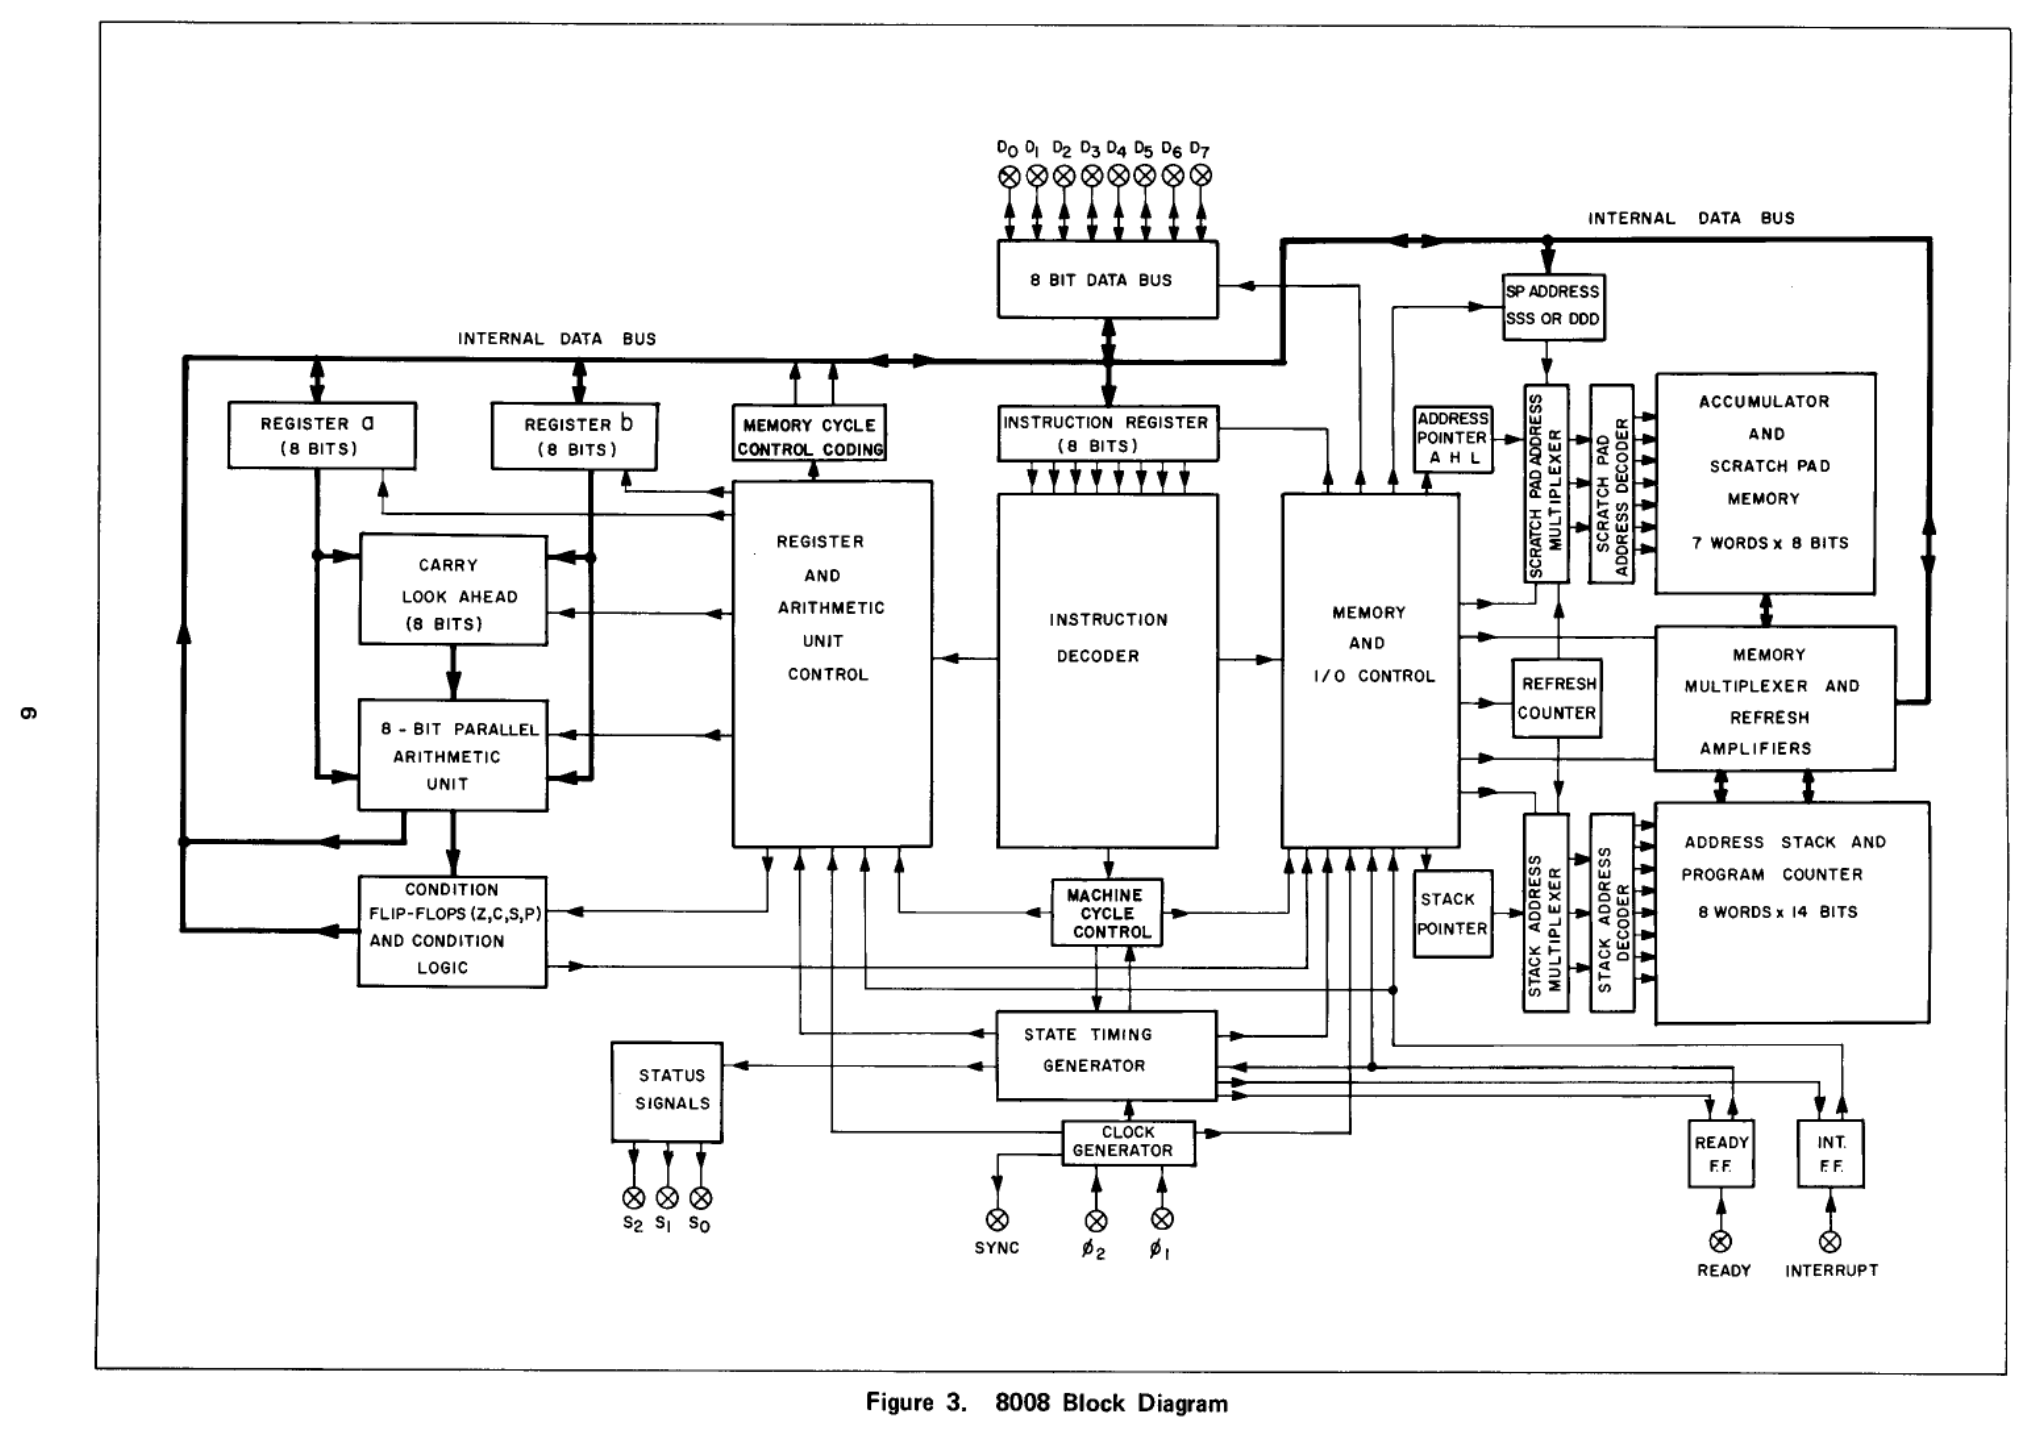 D0 D1 D2 D3 D4 D5 D6 D7
INTERNAL DATA BUS
8 BIT DATA BUS
SP ADDRESS
SSS OR DDD
INTERNAL DATA BUS
REGISTER a
(8 BITS)
REGISTER b
(8 BITS)
MEMORY CYCLE
CONTROL CODING
INSTRUCTION REGISTER
(8 BITS)
ADDRESS
POINTER
A H L
SCRATCH PAD ADDRESS
MULTIPLEXER
SCRATCH PAD
ADDRESS DECODER
ACCUMULATOR
AND
SCRATCH PAD
MEMORY
7 WORDS x 8 BITS
CARRY
LOOK AHEAD
(8 BITS)
REGISTER
AND
ARITHMETIC
UNIT
CONTROL
INSTRUCTION
DECODER
MEMORY
AND
I/O CONTROL
REFRESH
COUNTER
MEMORY
MULTIPLEXER AND
REFRESH
AMPLIFIERS
8-BIT PARALLEL
ARITHMETIC
UNIT
9
CONDITION
FLIP-FLOPS (Z,C,S,P)
AND CONDITION
LOGIC
MACHINE
CYCLE
CONTROL
STACK
POINTER
STACK ADDRESS
MULTIPLEXER
STACK ADDRESS
DECODER
ADDRESS STACK AND
PROGRAM COUNTER
8 WORDS x 14 BITS
STATE TIMING
GENERATOR
STATUS
SIGNALS
CLOCK
GENERATOR
READY
F.F.
INT.
F.F.
S2 S1 S0
SYNC
ϕ2
ϕ1
READY
INTERRUPT
Figure 3. 8008 Block Diagram